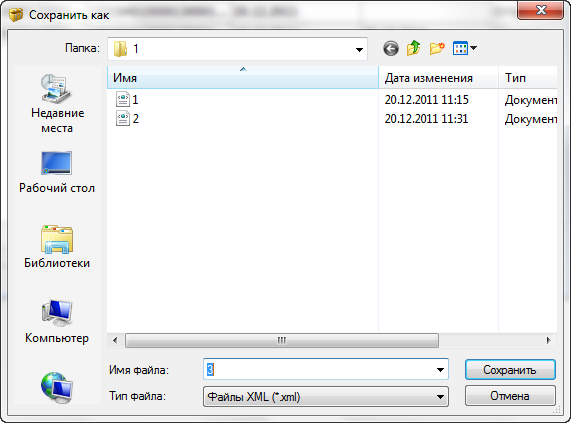 Сохранить как
Папка: 1
Имя Дата изменения Тип
1 20.12.2011 11:15 Документ
2 20.12.2011 11:31 Документ
Недавние места
Рабочий стол
Библиотеки
Компьютер
Имя файла: 3 Сохранить
Тип файла: Файлы XML (*.xml) Отмена